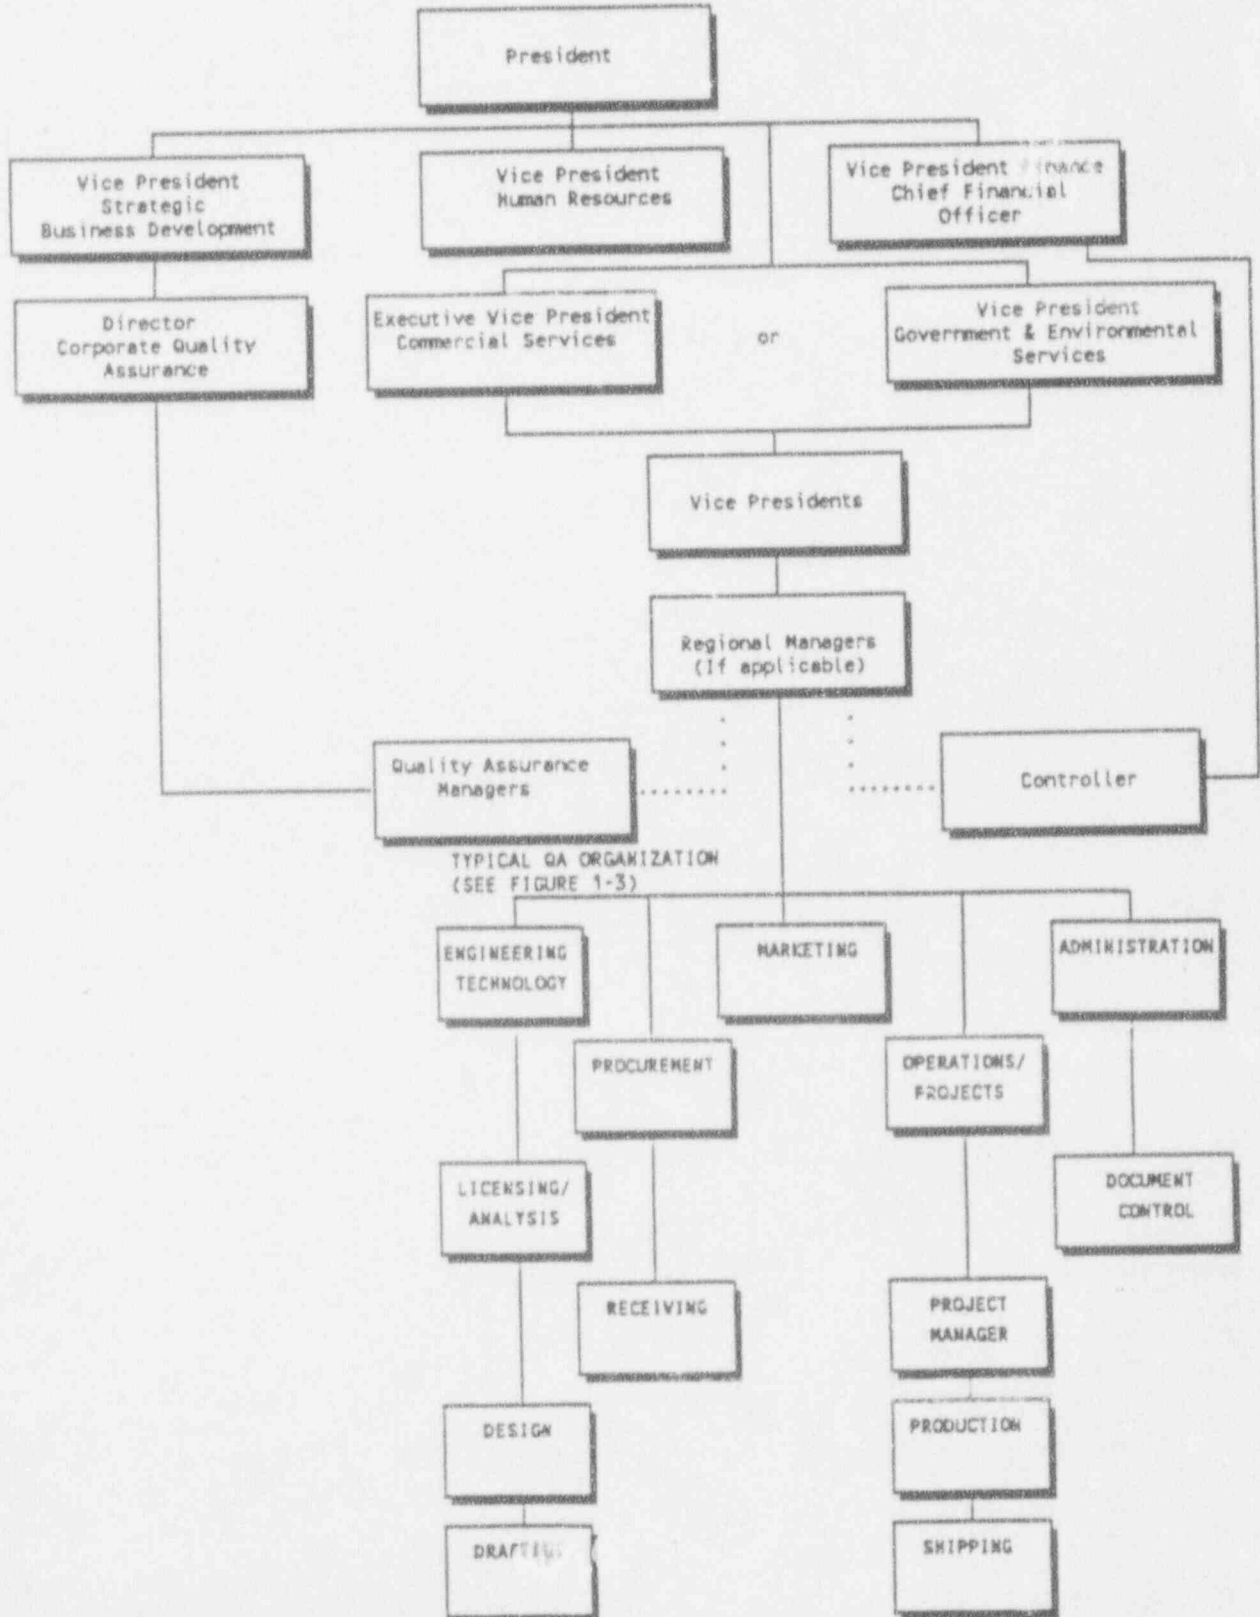 President
Vice President
Strategic
Business Development
Vice President
Human Resources
Vice President Finance
Chief Financial
Officer
Director
Corporate Quality
Assurance
Executive Vice President
Commercial Services
or
Vice President
Government & Environmental
Services
Vice Presidents
Regional Managers
(If applicable)
Quality Assurance
Managers
Controller
TYPICAL QA ORGANIZATION
(SEE FIGURE 1-3)
ENGINEERING
TECHNOLOGY
MARKETING
ADMINISTRATION
PROCUREMENT
OPERATIONS/
PROJECTS
LICENSING/
ANALYSIS
DOCUMENT
CONTROL
RECEIVING
PROJECT
MANAGER
DESIGN
PRODUCTION
SHIPPING